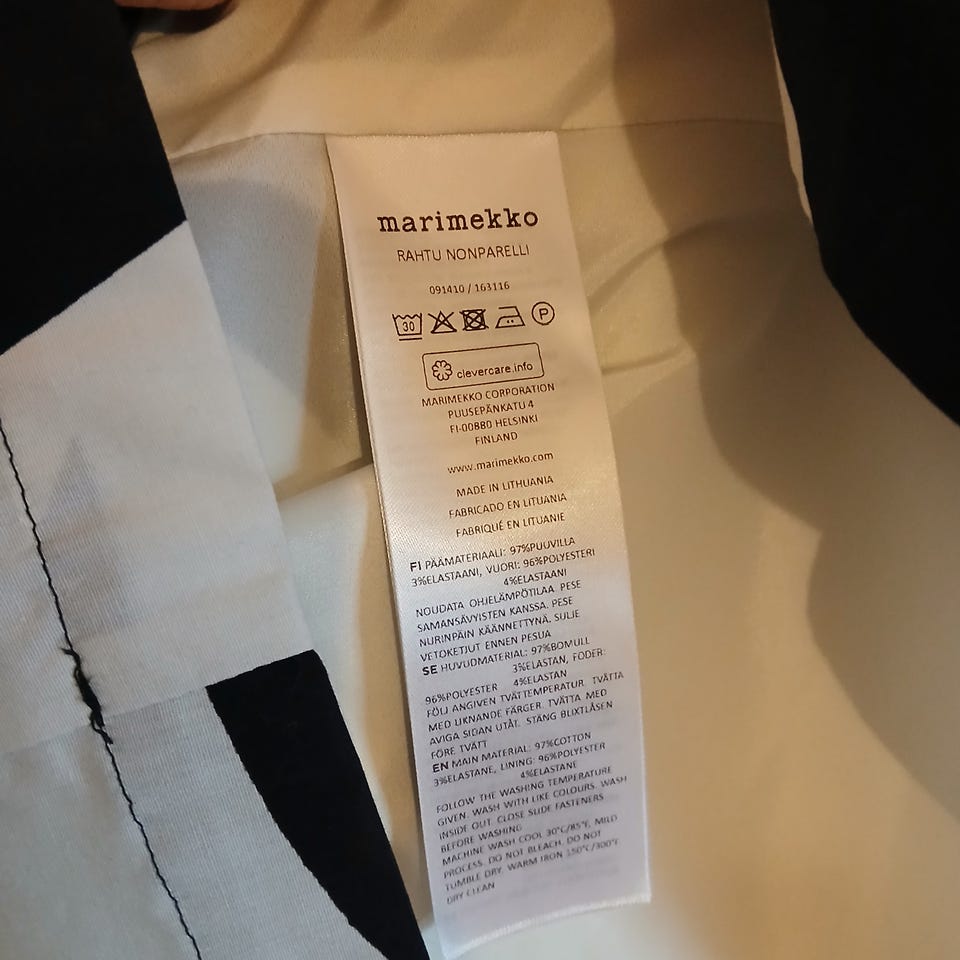 marimekko
RAHTU NONPARELLI
091410 / 163116
30
P
clevercare.info
MARIMEKKO CORPORATION
PUUSEPÄNKATU 4
FI-00880 HELSINKI
FINLAND
www.marimekko.com
MADE IN LITHUANIA
FABRICADO EN LITUANIA
FABRIQUÉ EN LITUANIE
FI PÄÄMATERIAALI: 97%PUUVILLA
3%ELASTAANI, VUORI: 96%POLYESTERI
4%ELASTAANI
NOUDATA OHJELÄMPÖTILAA. PESE
SAMANSÄVYISTEN KANSSA. PESE
NURINPÄIN KÄÄNNETTYNÄ. SULJE
VETOKETJUT ENNEN PESUA
SE HUVUDMATERIAL: 97%BOMULL
3%ELASTAN, FODER:
96%POLYESTER 4%ELASTAN
FÖLJ ANGIVEN TVÄTTEMPERATUR. TVÄTTA
MED LIKNANDE FÄRGER. TVÄTTA MED
AVIGA SIDAN UTÅT. STÄNG BLIXTLÅSEN
FÖRE TVÄTT
EN MAIN MATERIAL: 97%COTTON
3%ELASTANE, LINING: 96%POLYESTER
4%ELASTANE
FOLLOW THE WASHING TEMPERATURE
GIVEN. WASH WITH LIKE COLOURS. WASH
INSIDE OUT. CLOSE SLIDE FASTENERS
BEFORE WASHING
MACHINE WASH COOL 30°C/85°F, MILD
PROCESS. DO NOT BLEACH. DO NOT
TUMBLE DRY. WARM IRON 150°C/300°F
DRY CLEAN